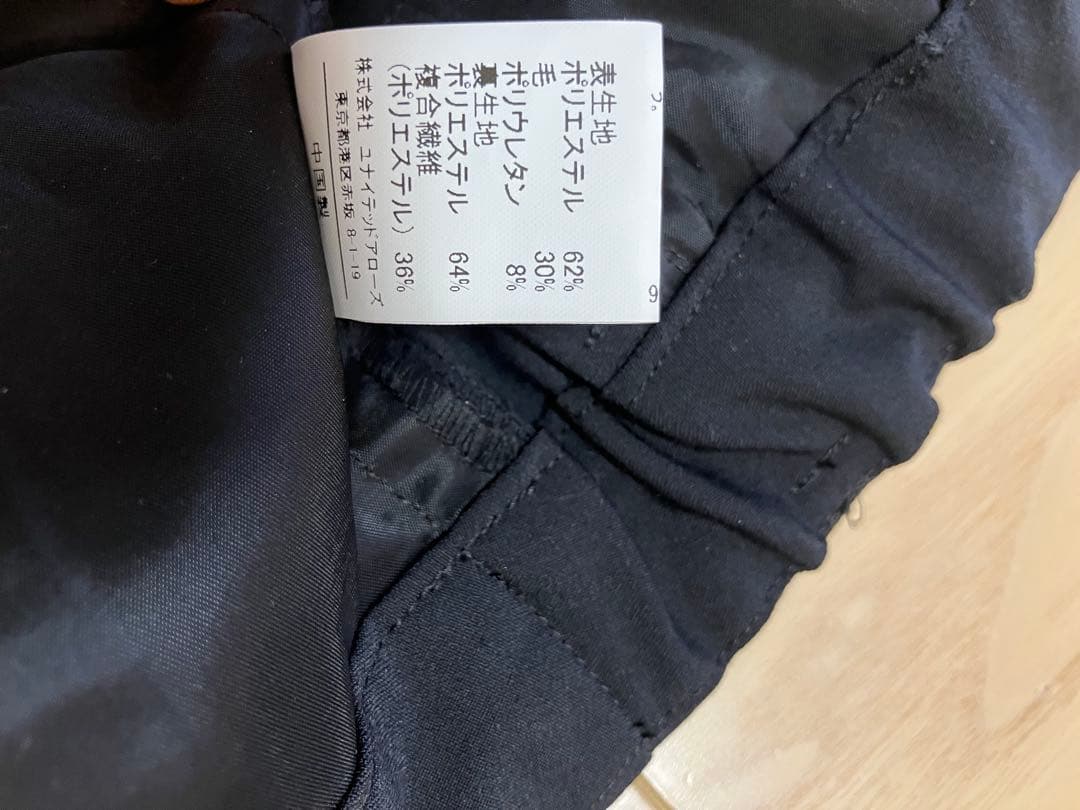 す。
表生地
ポリエステル 62%
毛 30%
ポリウレタン 8%
裏生地
ポリエステル 64%
複合繊維
(ポリエステル) 36%
株式会社 ユナイテッドアローズ
東京都港区赤坂 8-1-19
中国製
9